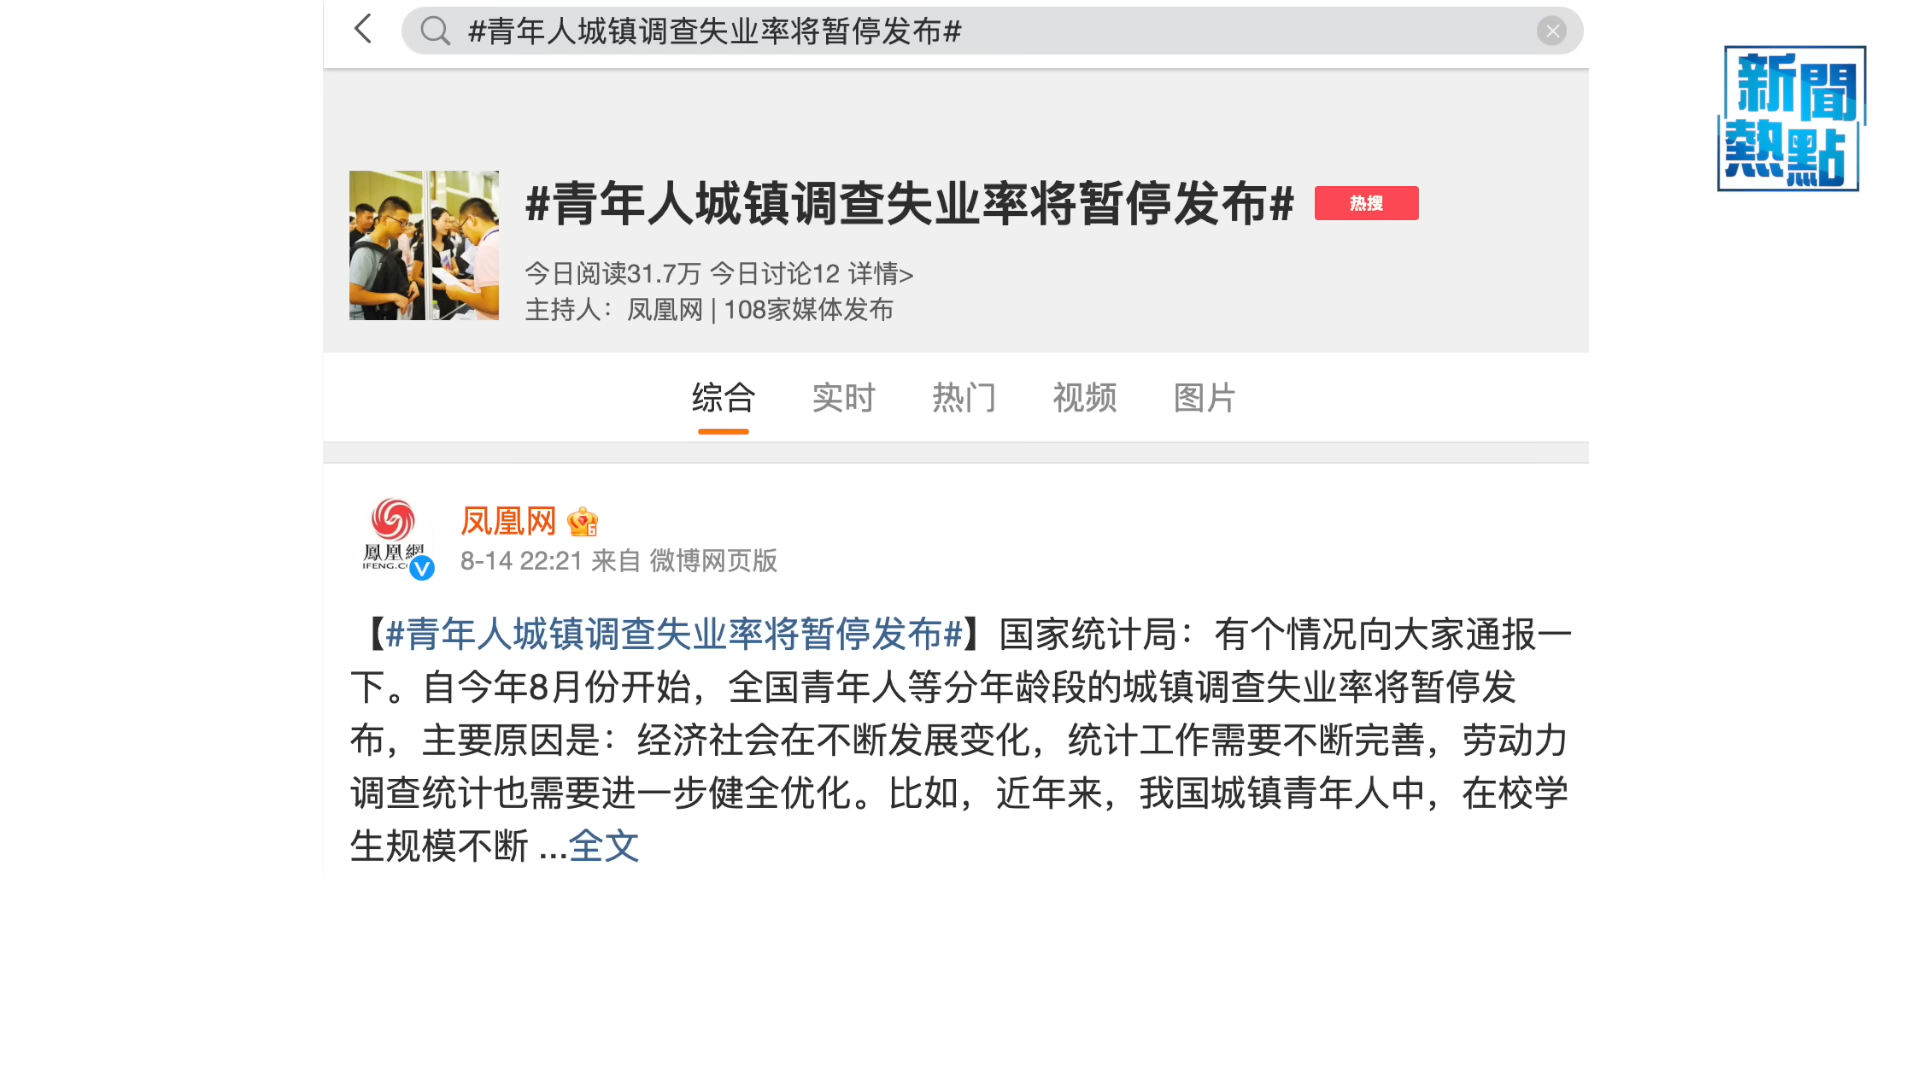 #青年人城镇调查失业率将暂停发布#
新聞
熱點
#青年人城镇调查失业率将暂停发布# 热搜
今日阅读31.7万 今日讨论12 详情>
主持人：凤凰网 | 108家媒体发布
综合 实时 热门 视频 图片
凤凰网
鳳凰網
IFENG.C
8-14 22:21 来自 微博网页版
【#青年人城镇调查失业率将暂停发布#】国家统计局：有个情况向大家通报一
下。自今年8月份开始，全国青年人等分年龄段的城镇调查失业率将暂停发
布，主要原因是：经济社会在不断发展变化，统计工作需要不断完善，劳动力
调查统计也需要进一步健全优化。比如，近年来，我国城镇青年人中，在校学
生规模不断 ...全文